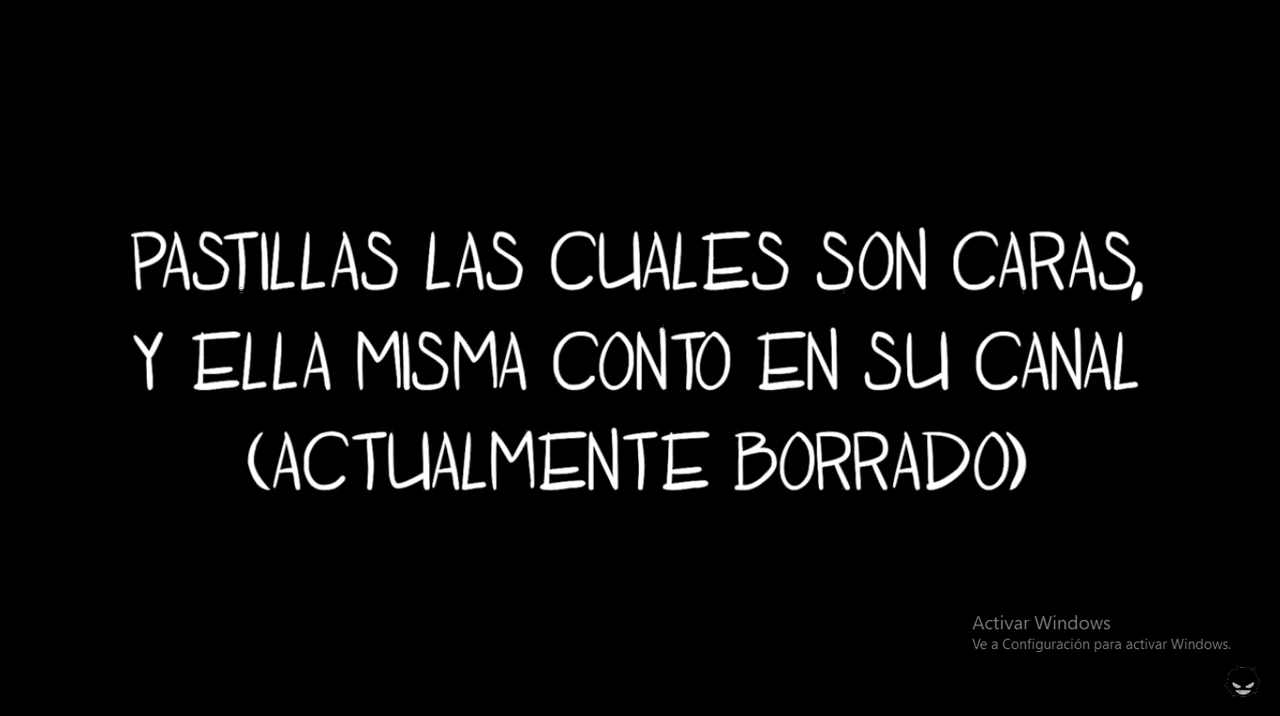 PASTILLAS LAS CUALES SON CARAS,
Y ELLA MISMA CONTO EN SU CANAL
(ACTUALMENTE BORRADO)
Activar Windows
Ve a Configuración para activar Windows.